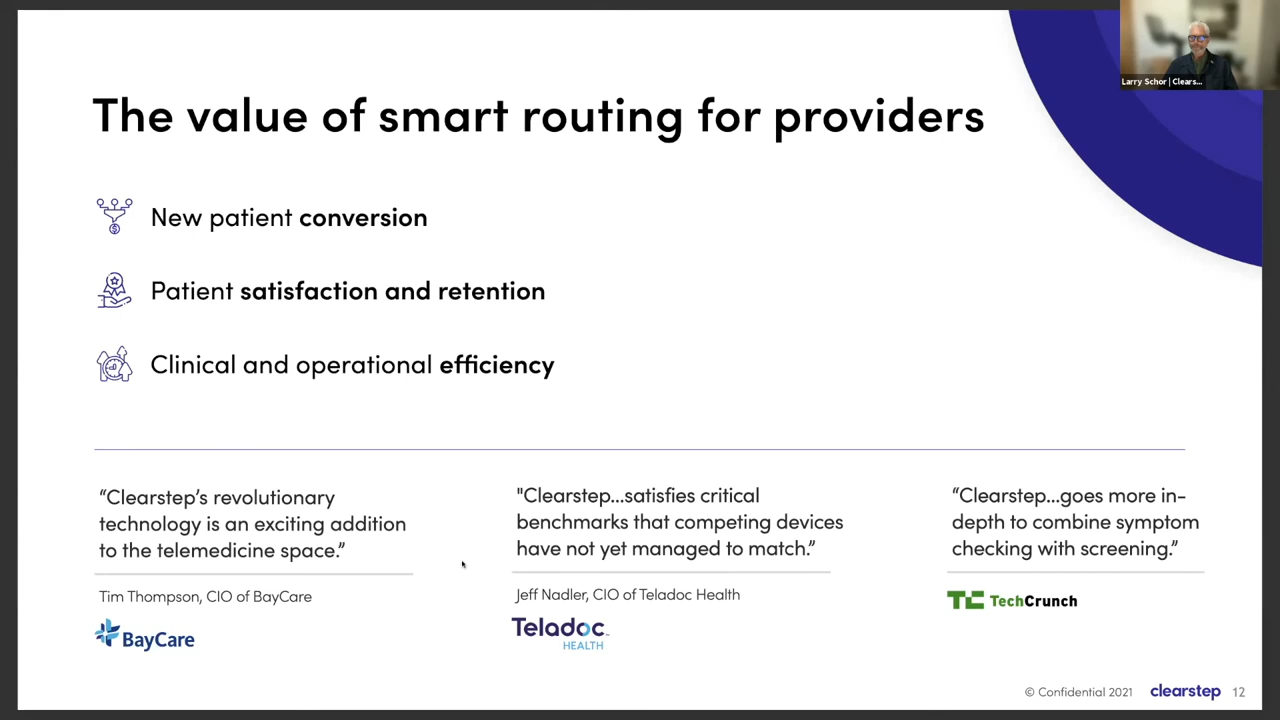 Larry Schor | Clears...
The value of smart routing for providers
New patient conversion
Patient satisfaction and retention
Clinical and operational efficiency
“Clearstep’s revolutionary
technology is an exciting addition
to the telemedicine space.”
Tim Thompson, CIO of BayCare
BayCare
"Clearstep...satisfies critical
benchmarks that competing devices
have not yet managed to match.”
Jeff Nadler, CIO of Teladoc Health
Teladoc™
HEALTH
“Clearstep...goes more in-
depth to combine symptom
checking with screening.”
TC TechCrunch
© Confidential 2021 clearstep 12